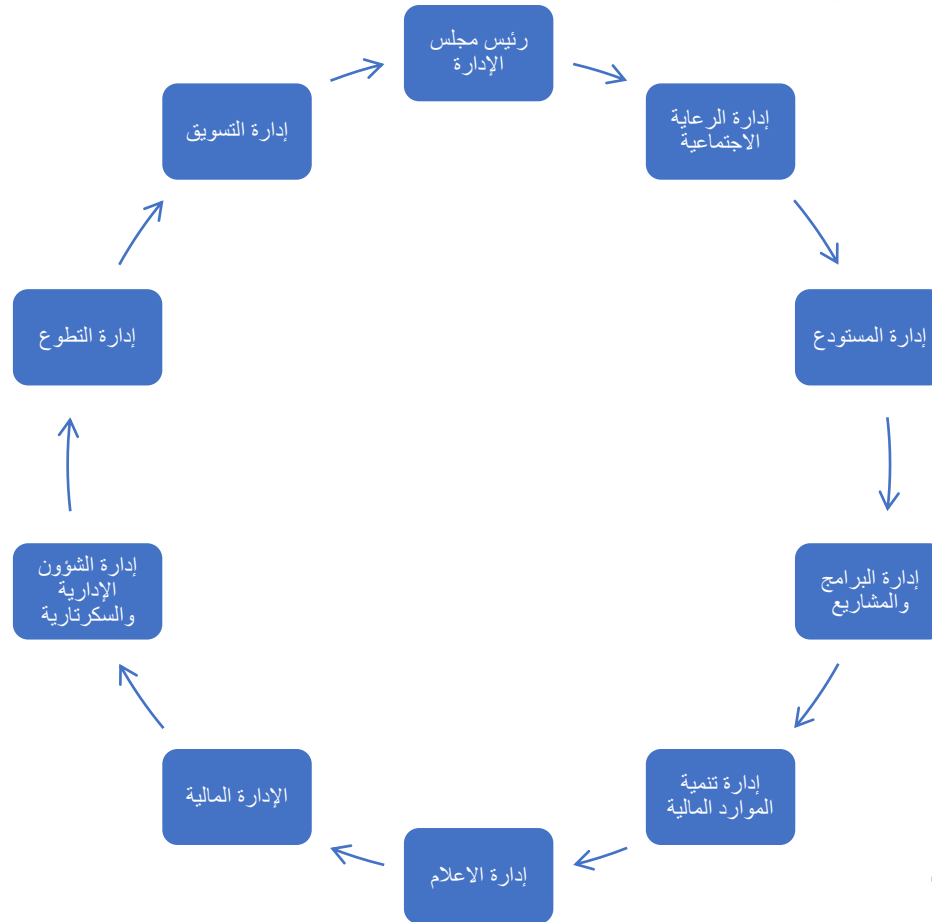 رئيس مجلس
الإدارة
إدارة الرعاية
الاجتماعية
إدارة المستودع
إدارة البرامج
والمشاريع
إدارة تنمية
الموارد المالية
إدارة الاعلام
الإدارة المالية
إدارة الشؤون
الإدارية
والسكرتارية
إدارة التطوع
إدارة التسويق